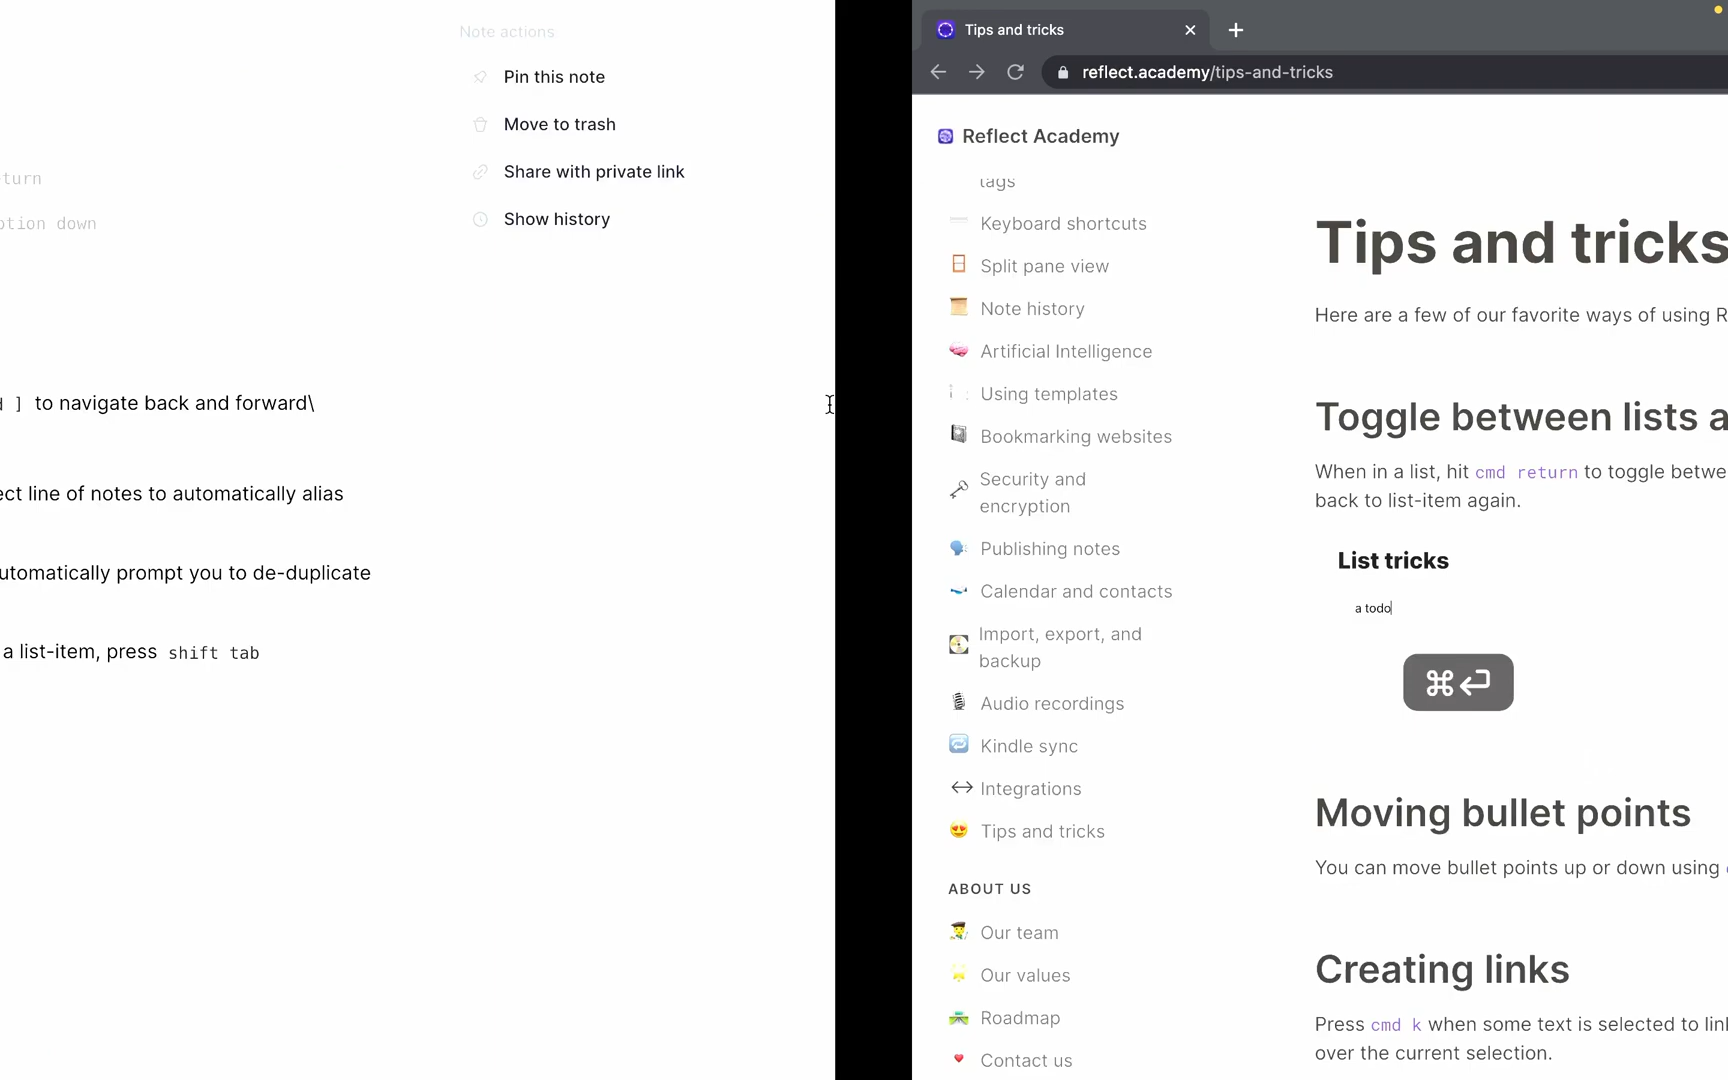 Note actions
Pin this note
Move to trash
Share with private link
Show history
turn
ption down
] to navigate back and forward\
ect line of notes to automatically alias
utomatically prompt you to de-duplicate
a list-item, press shift tab
Tips and tricks
reflect.academy/tips-and-tricks
Reflect Academy
tags
Keyboard shortcuts
Split pane view
Note history
Artificial Intelligence
Using templates
Bookmarking websites
Security and
encryption
Publishing notes
Calendar and contacts
Import, export, and
backup
Audio recordings
Kindle sync
Integrations
Tips and tricks
ABOUT US
Our team
Our values
Roadmap
Contact us
Tips and tricks
Here are a few of our favorite ways of using R
Toggle between lists a
When in a list, hit cmd return to toggle betwe
back to list-item again.
List tricks
a todo
⌘↩
Moving bullet points
You can move bullet points up or down using
Creating links
Press cmd k when some text is selected to lin
over the current selection.